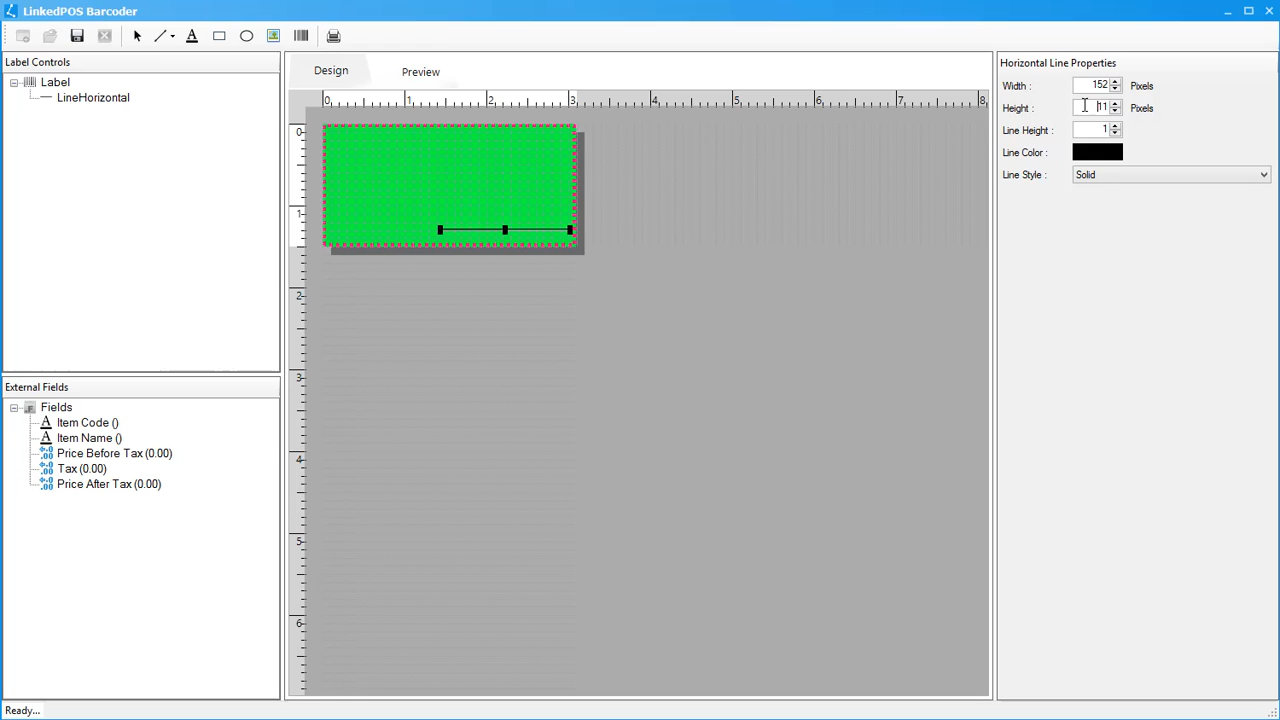 LinkedPOS Barcoder
Label Controls
Label
LineHorizontal
External Fields
Fields
Item Code ()
Item Name ()
Price Before Tax (0.00)
Tax (0.00)
Price After Tax (0.00)
Design
Preview
0 1 2 3 4 5 6 7 8
0
1
2
3
4
5
6
Horizontal Line Properties
Width : 152 Pixels
Height : 11 Pixels
Line Height : 1
Line Color :
Line Style : Solid
Ready...